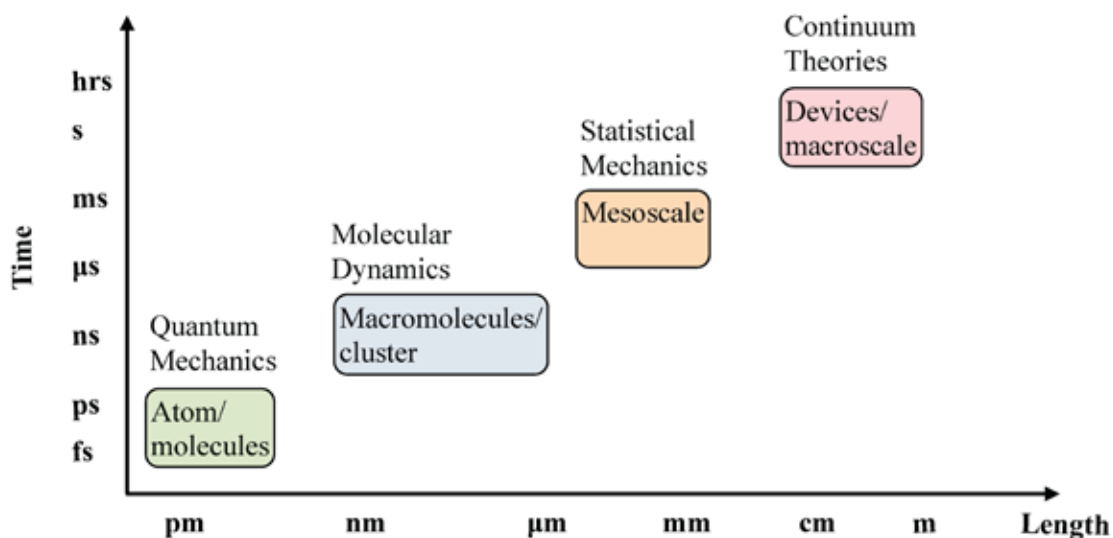 Continuum
Theories
hrs
Devices/
macroscale
s
Statistical
Mechanics
ms
Mesoscale
Molecular
Dynamics
Time
μs
Macromolecules/
cluster
ns
Quantum
Mechanics
ps
Atom/
molecules
fs
pm
nm
μm
mm
cm
m
Length